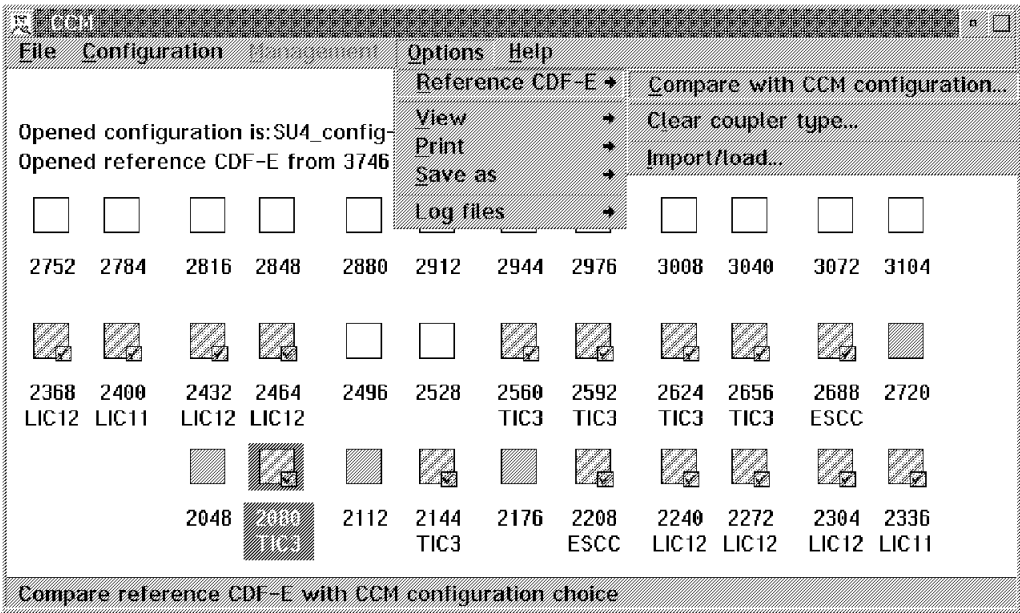 CCM
File Configuration Management Options Help
Reference CDF-E Compare with CCM configuration...
View Clear coupler type...
Opened configuration is:SU4_config-
Print Import/load...
Opened reference CDF-E from 3746
Save as
Log files
2752 2784 2816 2848 2880 2912 2944 2976 3008 3040 3072 3104
2368 2400 2432 2464 2496 2528 2560 2592 2624 2656 2688 2720
LIC12 LIC11 LIC12 LIC12 TIC3 TIC3 TIC3 TIC3 ESCC
2048 2080 2112 2144 2176 2208 2240 2272 2304 2336
TIC3 TIC3 ESCC LIC12 LIC12 LIC12 LIC11
Compare reference CDF-E with CCM configuration choice